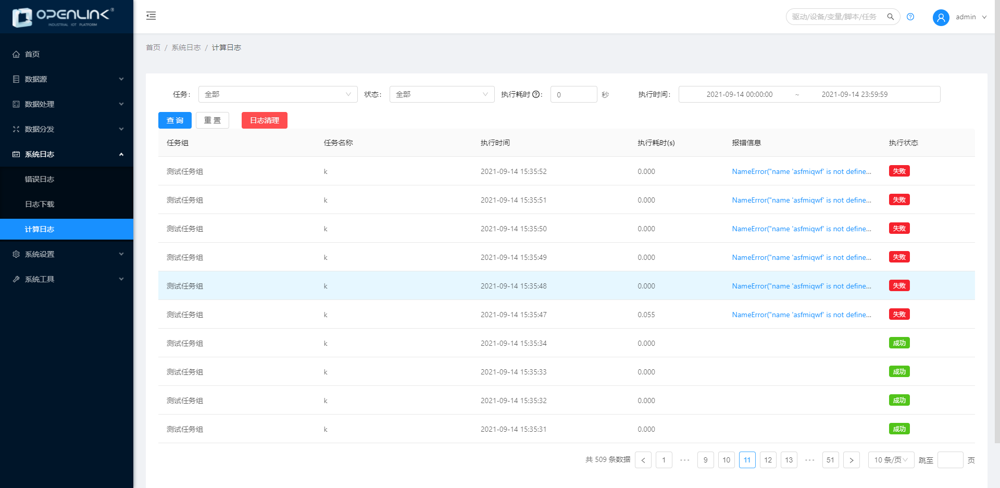 OPENLINK®
INDUSTRIAL IOT PLATFORM
驱动/设备/变量/脚本/任务
admin
首页
数据源
数据处理
数据分发
系统日志
错误日志
日志下载
计算日志
系统设置
系统工具
首页 / 系统日志 / 计算日志
任务: 全部 状态: 全部 执行耗时: 0 秒 执行时间: 2021-09-14 00:00:00 ~ 2021-09-14 23:59:59
查 询 重 置 日志清理
任务组 任务名称 执行时间 执行耗时(s) 报错信息 执行状态
测试任务组 k 2021-09-14 15:35:52 0.000 NameError("name 'asfmiqwf' is not define... 失败
测试任务组 k 2021-09-14 15:35:51 0.000 NameError("name 'asfmiqwf' is not define... 失败
测试任务组 k 2021-09-14 15:35:50 0.000 NameError("name 'asfmiqwf' is not define... 失败
测试任务组 k 2021-09-14 15:35:49 0.000 NameError("name 'asfmiqwf' is not define... 失败
测试任务组 k 2021-09-14 15:35:48 0.000 NameError("name 'asfmiqwf' is not define... 失败
测试任务组 k 2021-09-14 15:35:47 0.055 NameError("name 'asfmiqwf' is not define... 失败
测试任务组 k 2021-09-14 15:35:34 0.000 成功
测试任务组 k 2021-09-14 15:35:33 0.000 成功
测试任务组 k 2021-09-14 15:35:32 0.000 成功
测试任务组 k 2021-09-14 15:35:31 0.000 成功
共 509 条数据 < 1 ••• 9 10 11 12 13 ••• 51 > 10 条/页 跳至 页